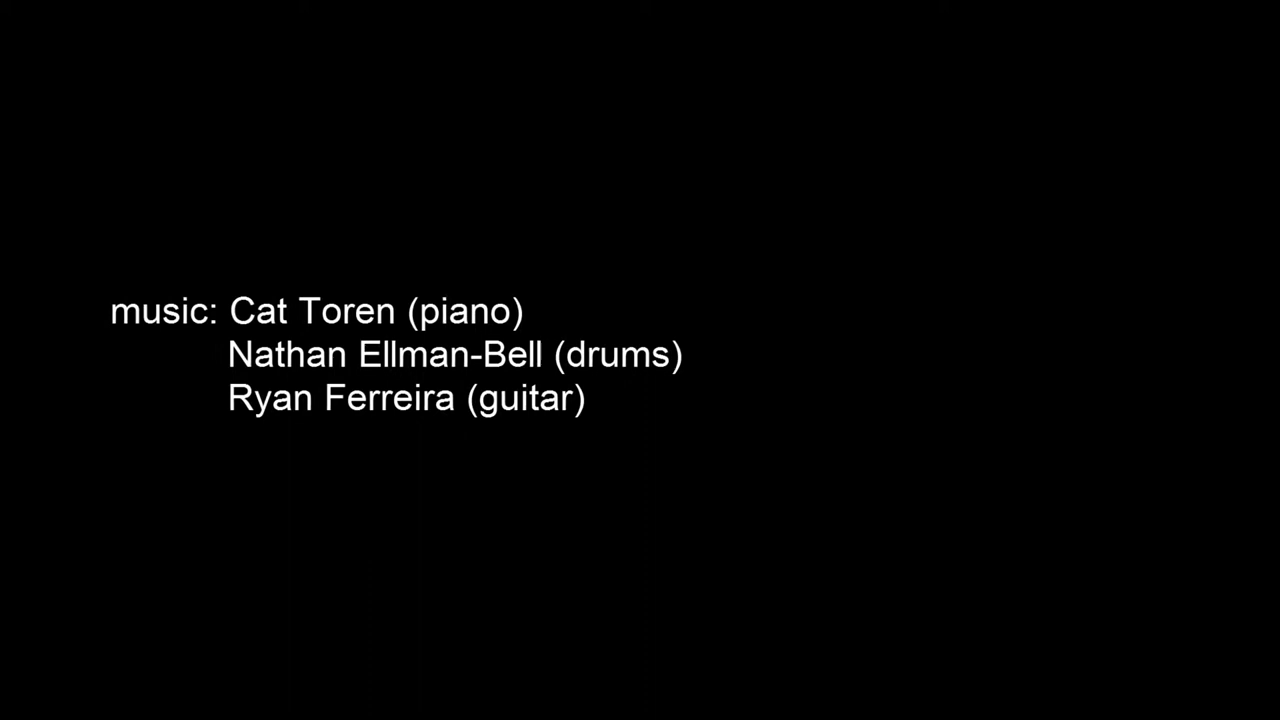 music: Cat Toren (piano)
Nathan Ellman-Bell (drums)
Ryan Ferreira (guitar)